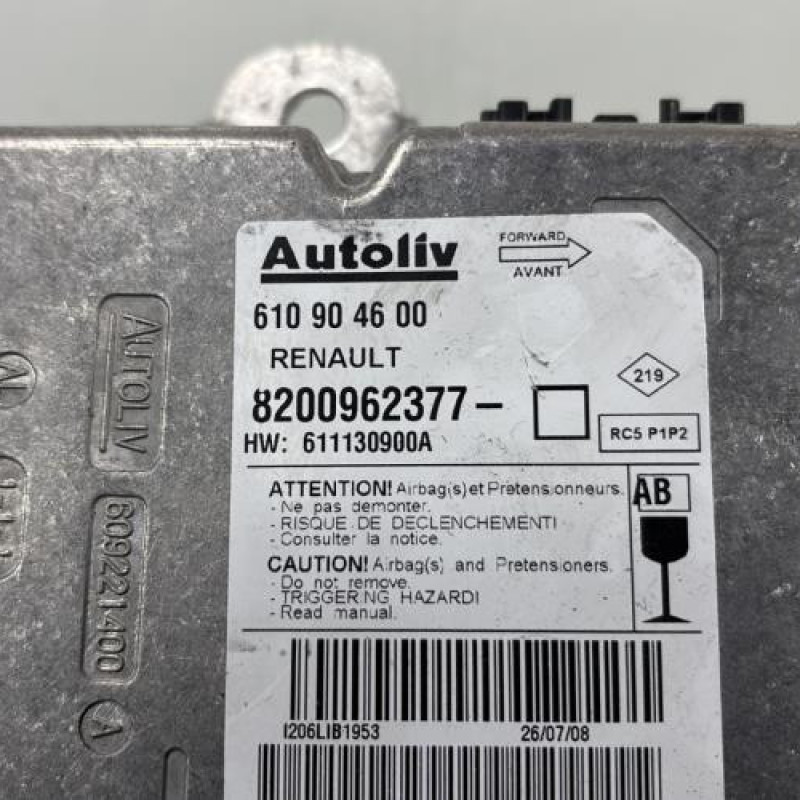 Autoliv
FORWARD
AVANT
610 90 46 00
RENAULT
219
8200962377-
RC5 P1P2
HW: 611130900A
ATTENTION! Airbag(s) et Pretensionneurs.
- Ne pas demonter.
- RISQUE DE DECLENCHEMENT!
- Consulter la notice.
AB
CAUTION! Airbag(s) and Pretensioners.
- Do not remove.
- TRIGGERING HAZARD!
- Read manual.
I206LIB1953
26/07/08
AUTOLIV
609221400
A